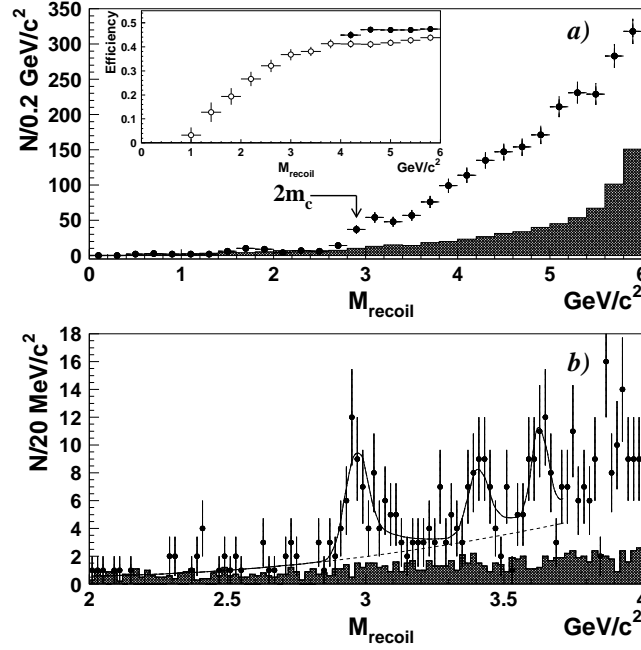 N/0.2 GeV/c²
350
300
250
200
150
100
50
0
a)
Efficiency
0.5
0.4
0.3
0.2
0.1
0
0 1 2 3 4 5 6
M_recoil GeV/c²
2m_c
0 1 2 3 4 5 6
M_recoil GeV/c²
N/20 MeV/c²
18
16
14
12
10
8
6
4
2
0
b)
2 2.5 3 3.5 4
M_recoil GeV/c²